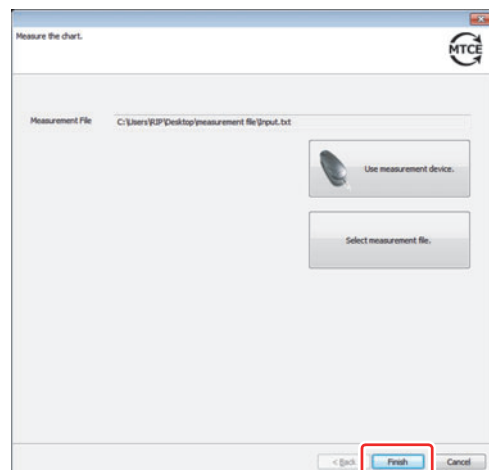 Measure the chart.
MTCE
Measurement File
C:\Users\RIP\Desktop\measurement file\Input.txt
Use measurement device.
Select measurement file.
< Back
Finish
Cancel